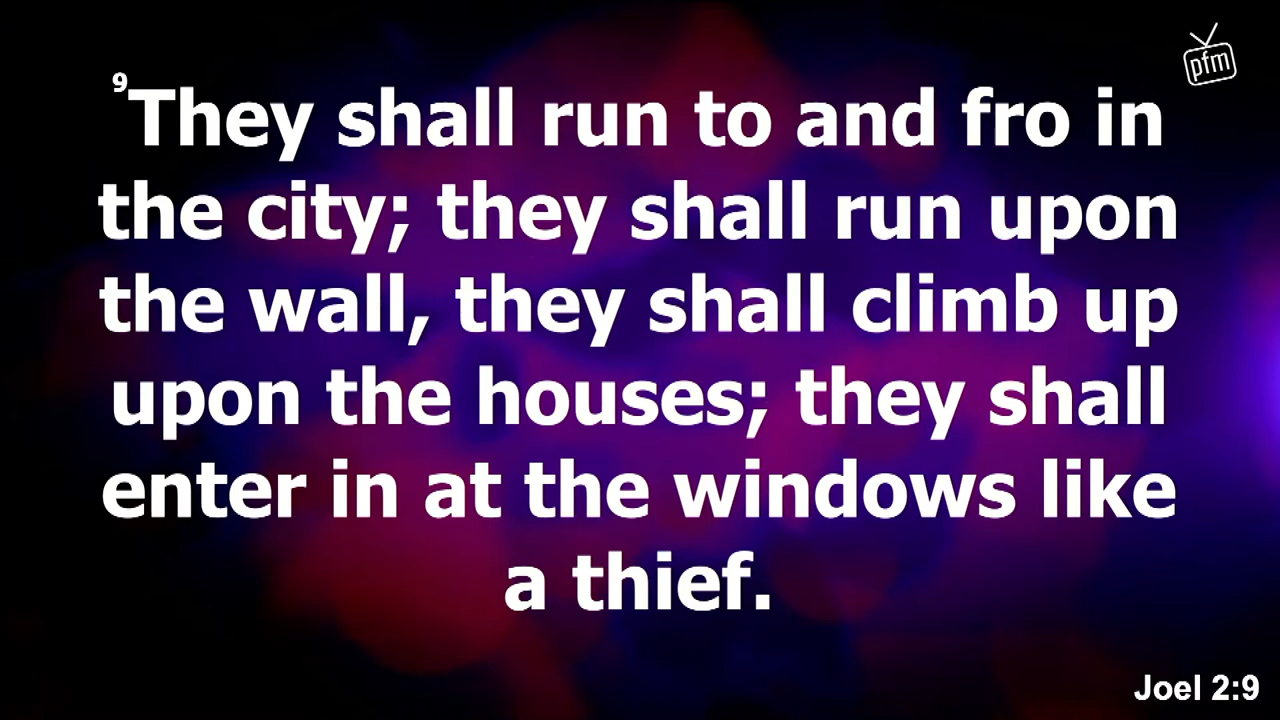 pfm
⁹They shall run to and fro in
the city; they shall run upon
the wall, they shall climb up
upon the houses; they shall
enter in at the windows like
a thief.
Joel 2:9